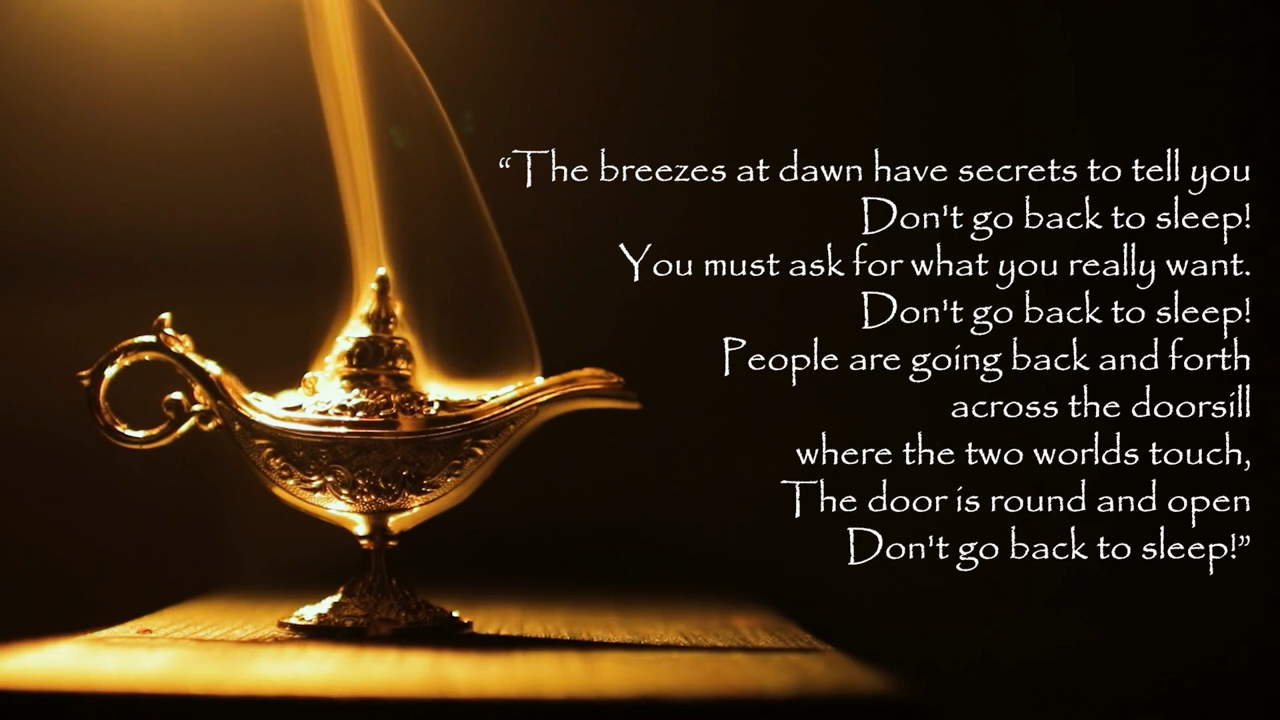 “The breezes at dawn have secrets to tell you
Don't go back to sleep!
You must ask for what you really want.
Don't go back to sleep!
People are going back and forth
across the doorsill
where the two worlds touch,
The door is round and open
Don't go back to sleep!”